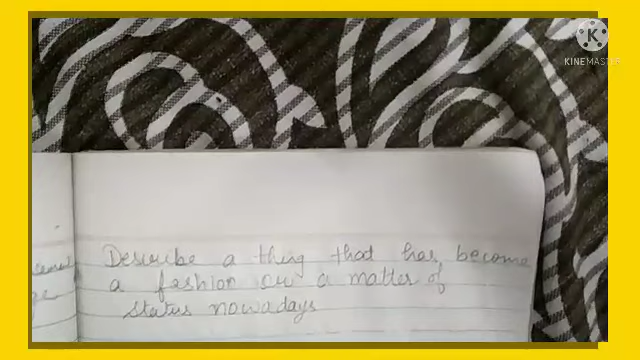 KINEMASTER
Describe a thing that has become
a fashion or a matter of
status nowadays